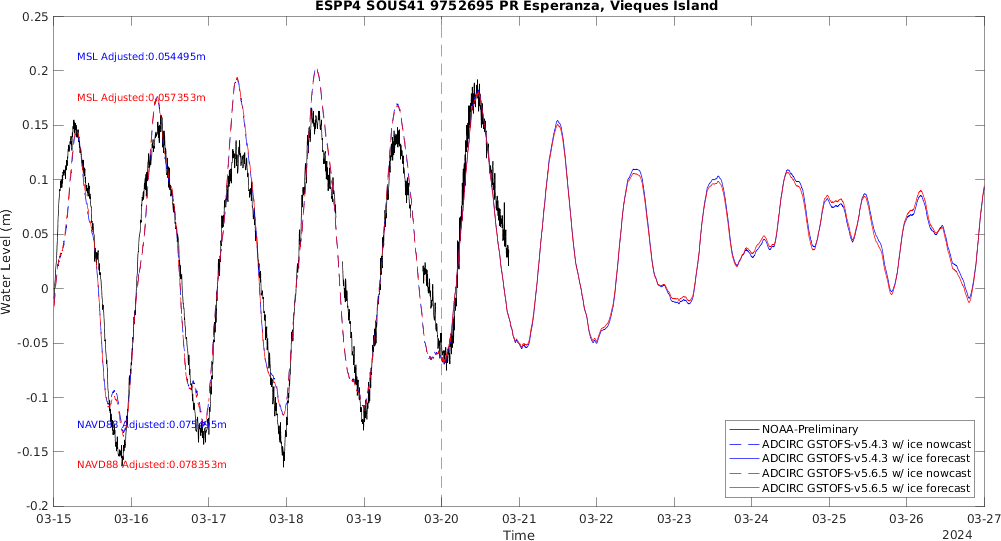 ESPP4 SOUS41 9752695 PR Esperanza, Vieques Island
0.25
0.2
0.15
0.1
0.05
0
-0.05
-0.1
-0.15
-0.2
Water Level (m)
MSL Adjusted:0.054495m
MSL Adjusted:0.057353m
NAVD88 Adjusted:0.075495m
NAVD88 Adjusted:0.078353m
NOAA-Preliminary
ADCIRC GSTOFS-v5.4.3 w/ ice nowcast
ADCIRC GSTOFS-v5.4.3 w/ ice forecast
ADCIRC GSTOFS-v5.6.5 w/ ice nowcast
ADCIRC GSTOFS-v5.6.5 w/ ice forecast
03-15 03-16 03-17 03-18 03-19 03-20 03-21 03-22 03-23 03-24 03-25 03-26 03-27
Time
2024